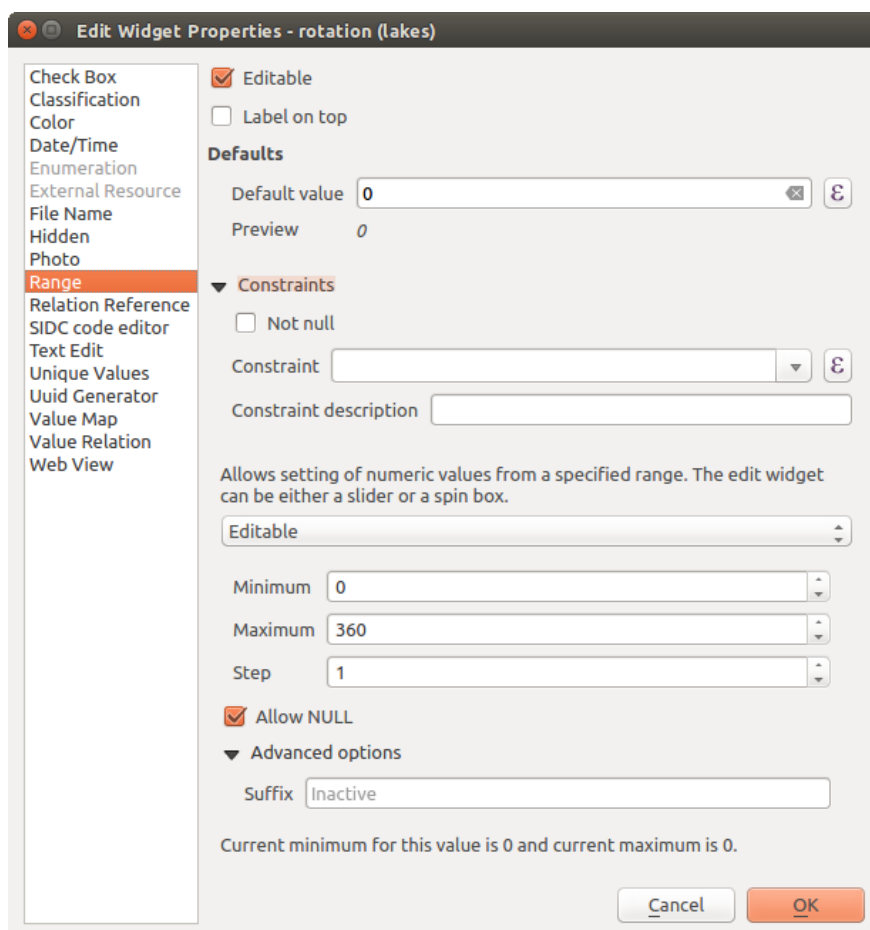 Edit Widget Properties - rotation (lakes)
Check Box
Classification
Color
Date/Time
Enumeration
External Resource
File Name
Hidden
Photo
Range
Relation Reference
SIDC code editor
Text Edit
Unique Values
Uuid Generator
Value Map
Value Relation
Web View
Editable
Label on top
Defaults
Default value 0 ε
Preview 0
Constraints
Not null
Constraint ε
Constraint description
Allows setting of numeric values from a specified range. The edit widget
can be either a slider or a spin box.
Editable
Minimum 0
Maximum 360
Step 1
Allow NULL
Advanced options
Suffix Inactive
Current minimum for this value is 0 and current maximum is 0.
Cancel OK